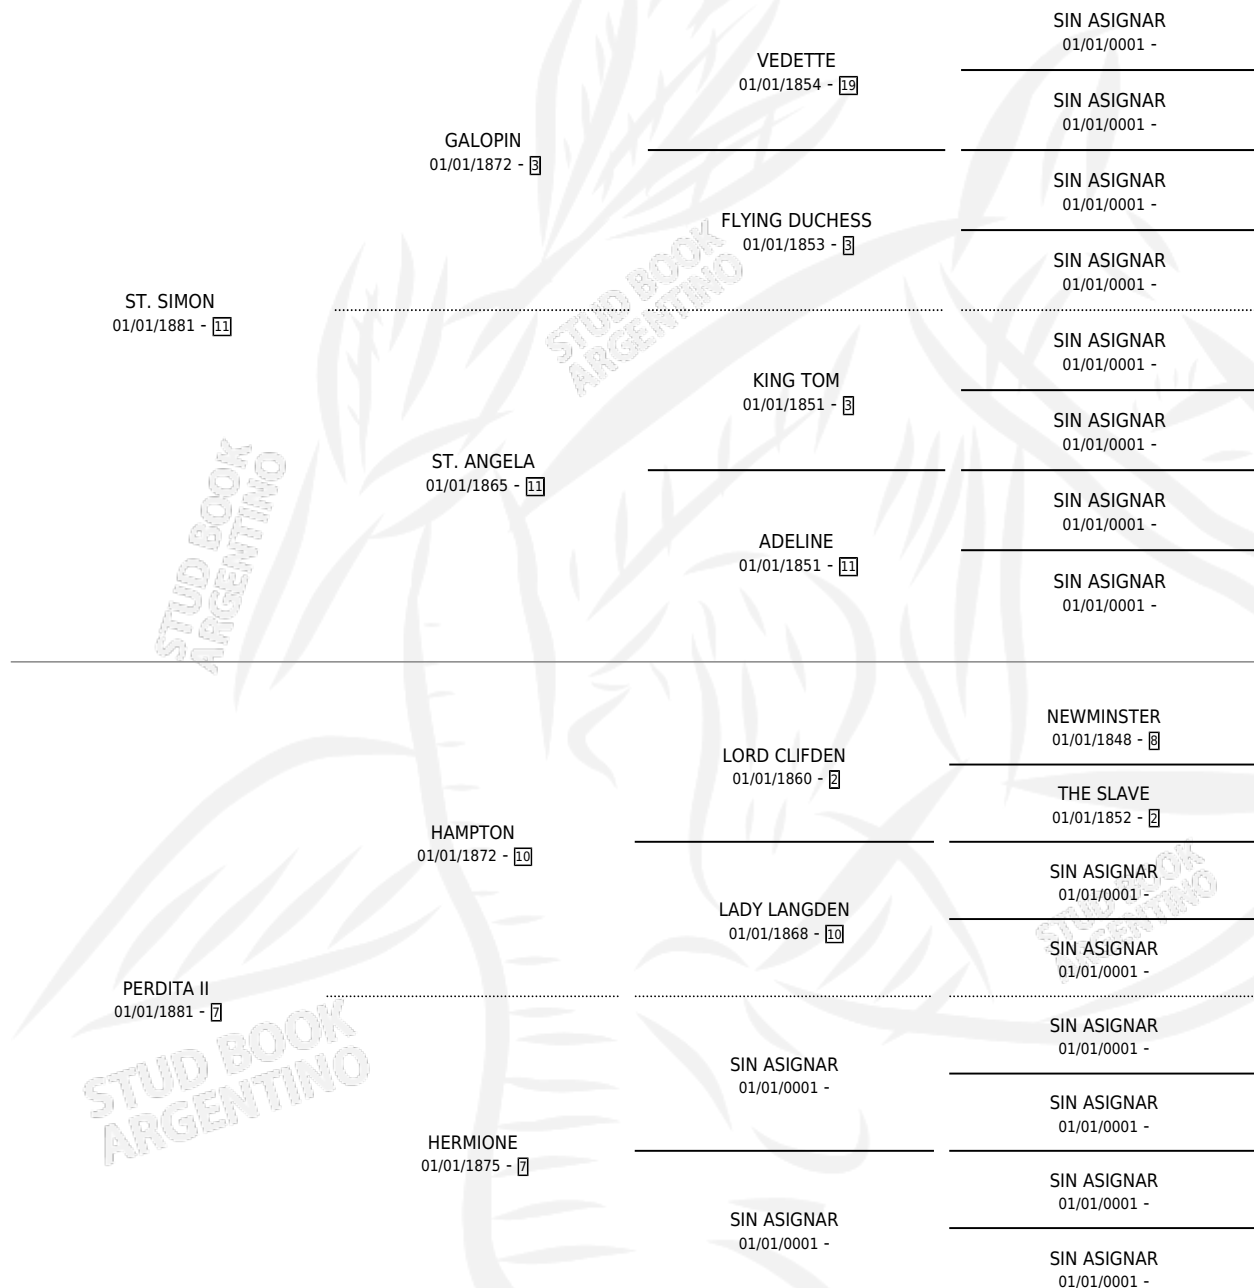 SIN ASIGNAR
01/01/0001 -
VEDETTE
01/01/1854 - 19
SIN ASIGNAR
01/01/0001 -
GALOPIN
01/01/1872 - 3
SIN ASIGNAR
01/01/0001 -
FLYING DUCHESS
01/01/1853 - 3
SIN ASIGNAR
01/01/0001 -
STUD BOOK
ARGENTINO
ST. SIMON
01/01/1881 - 11
SIN ASIGNAR
01/01/0001 -
KING TOM
01/01/1851 - 3
SIN ASIGNAR
01/01/0001 -
ST. ANGELA
01/01/1865 - 11
SIN ASIGNAR
01/01/0001 -
ADELINE
01/01/1851 - 11
SIN ASIGNAR
01/01/0001 -
STUD BOOK
ARGENTINO
NEWMINSTER
01/01/1848 - 8
LORD CLIFDEN
01/01/1860 - 2
THE SLAVE
01/01/1852 - 2
HAMPTON
01/01/1872 - 10
SIN ASIGNAR
01/01/0001 -
LADY LANGDEN
01/01/1868 - 10
SIN ASIGNAR
01/01/0001 -
STUD BOOK
ARGENTINO
PERDITA II
01/01/1881 - 7
STUD BOOK
ARGENTINO
SIN ASIGNAR
01/01/0001 -
SIN ASIGNAR
01/01/0001 -
SIN ASIGNAR
01/01/0001 -
HERMIONE
01/01/1875 - 7
SIN ASIGNAR
01/01/0001 -
SIN ASIGNAR
01/01/0001 -
SIN ASIGNAR
01/01/0001 -